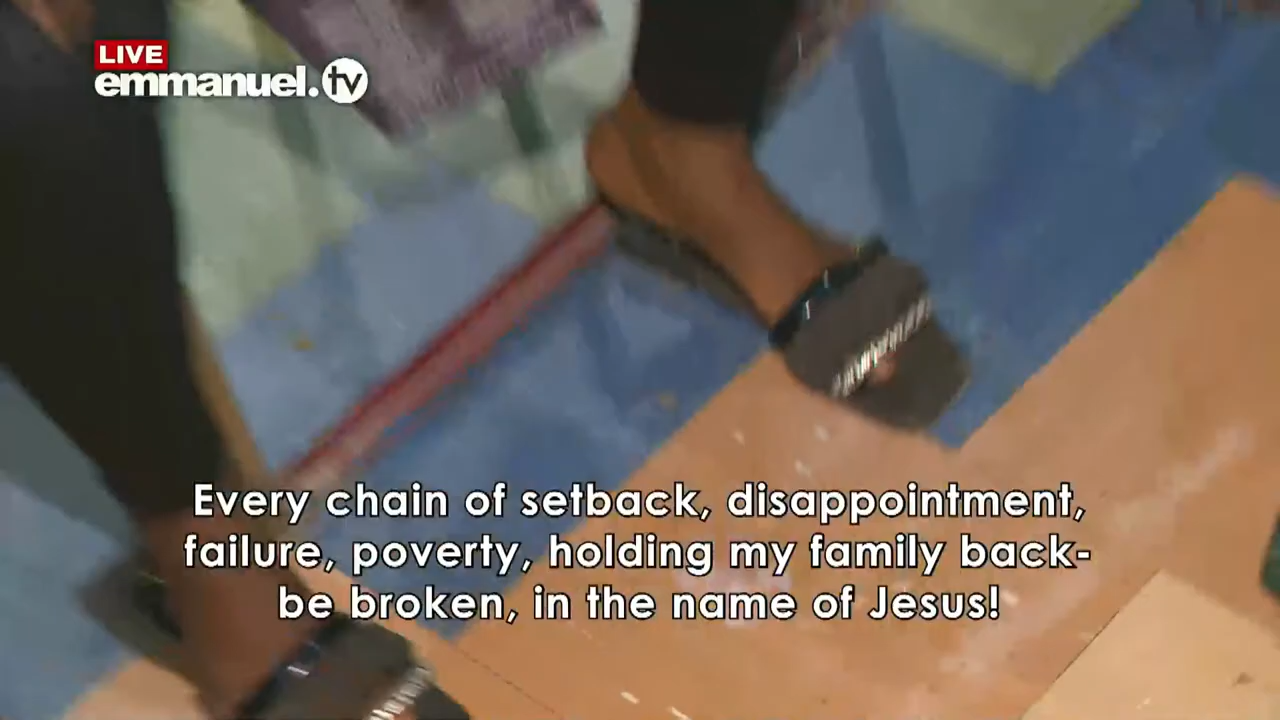 LIVE
emmanuel.tv
Every chain of setback, disappointment,
failure, poverty, holding my family back-
be broken, in the name of Jesus!